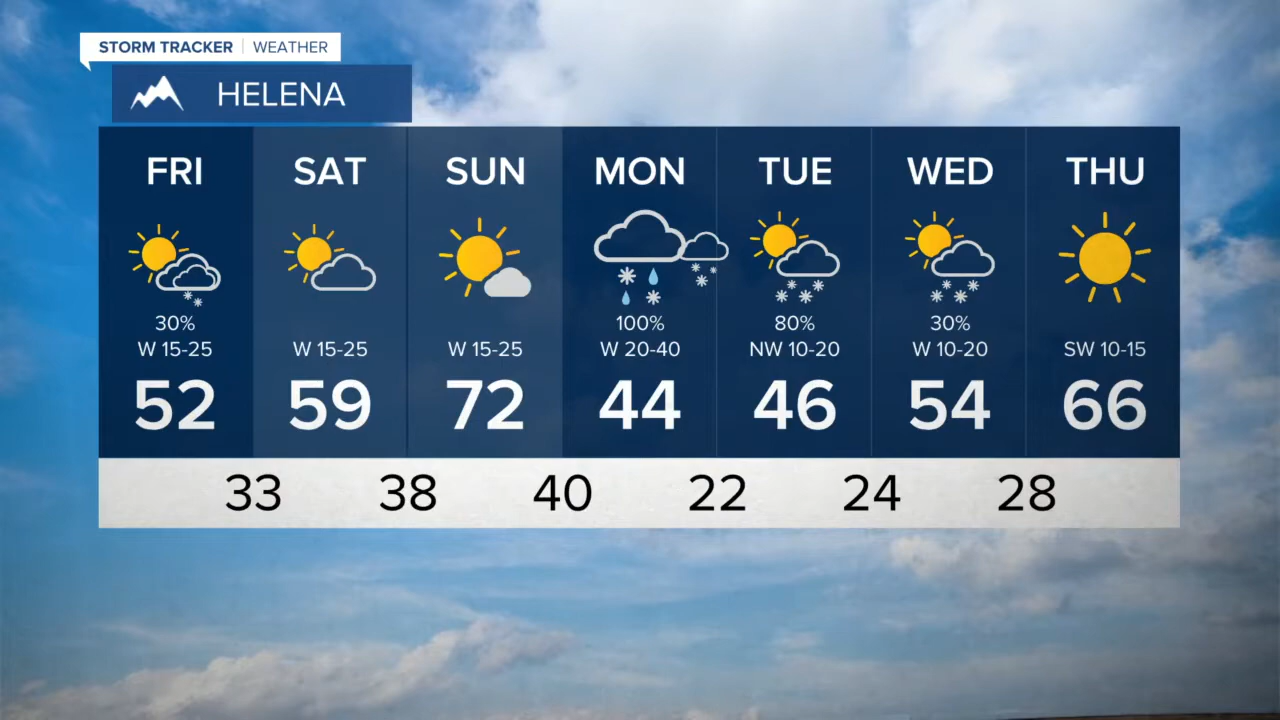 STORM TRACKER WEATHER
HELENA
FRI SAT SUN MON TUE WED THU
30% 100% 80% 30%
W 15-25 W 15-25 W 15-25 W 20-40 NW 10-20 W 10-20 SW 10-15
52 59 72 44 46 54 66
33 38 40 22 24 28